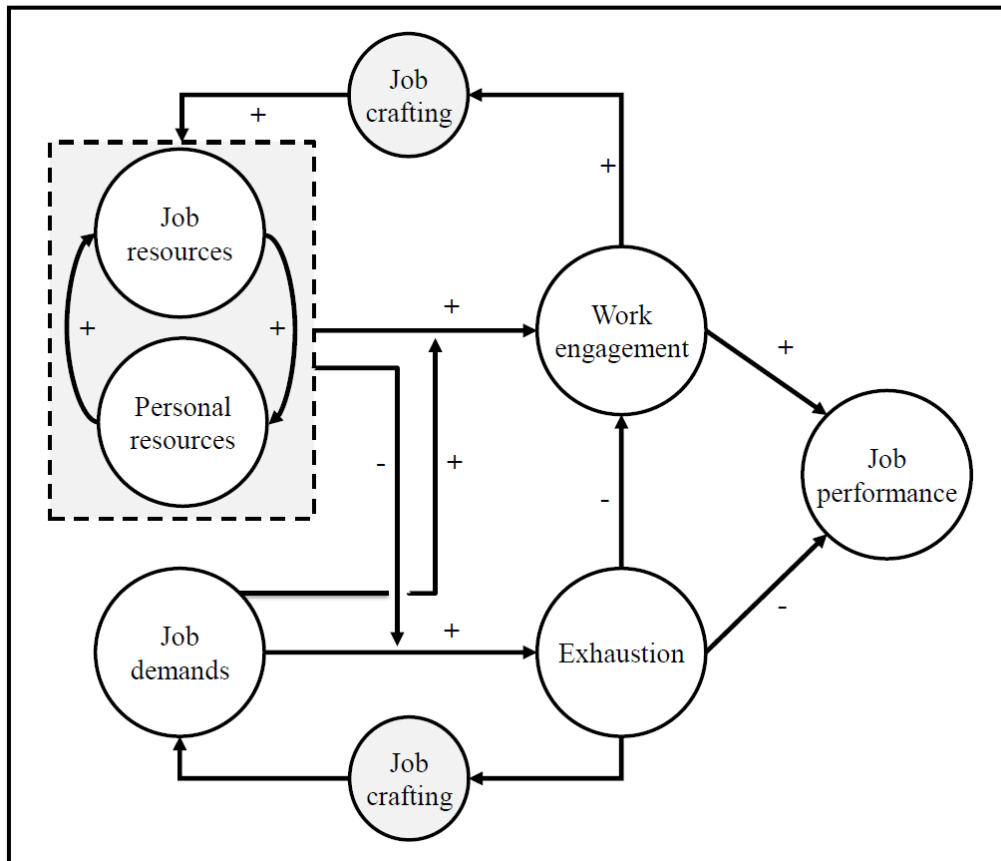 Job
crafting
+
+
Job
resources
+
+
+
Work
engagement
+
Personal
resources
-
+
Job
performance
-
-
Job
demands
+
Exhaustion
Job
crafting